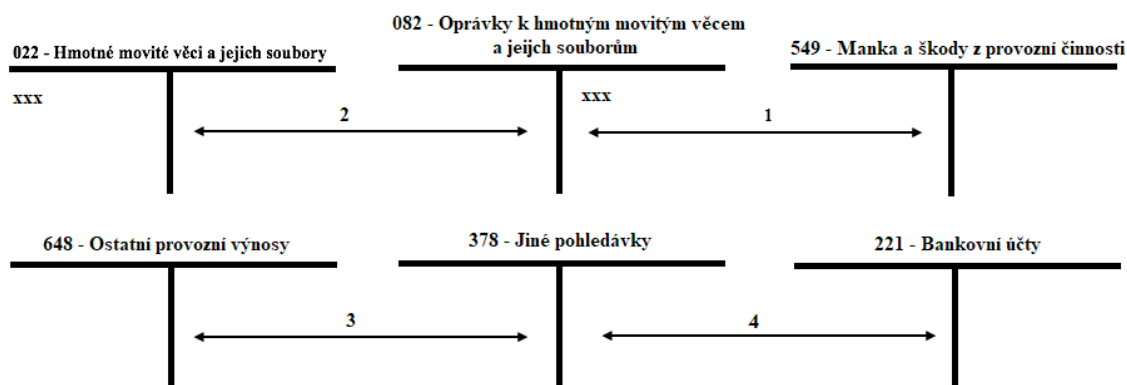 082 - Oprávky k hmotným movitým věcem
a jeijch souborům
022 - Hmotné movité věci a jejich soubory
549 - Manka a škody z provozní činnosti
xxx
xxx
2
1
648 - Ostatní provozní výnosy
378 - Jiné pohledávky
221 - Bankovní účty
3
4